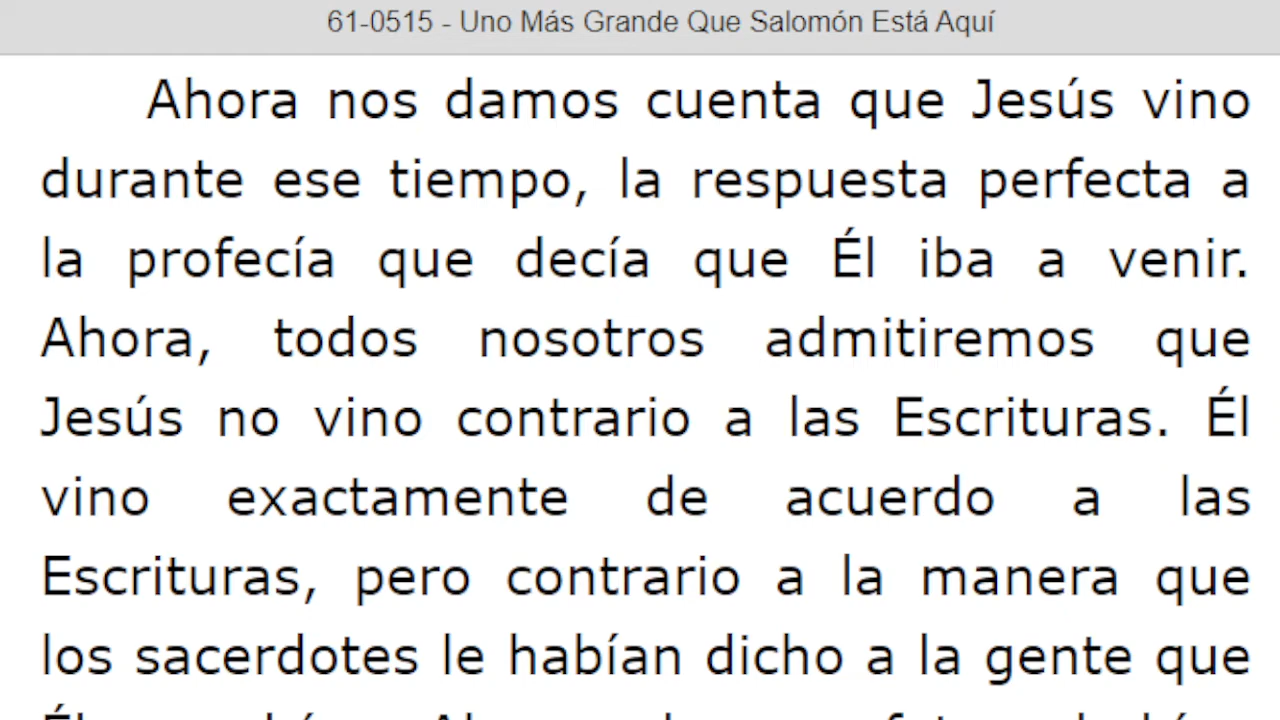 61-0515 - Uno Más Grande Que Salomón Está Aquí
Ahora nos damos cuenta que Jesús vino
durante ese tiempo, la respuesta perfecta a
la profecía que decía que Él iba a venir.
Ahora, todos nosotros admitiremos que
Jesús no vino contrario a las Escrituras. Él
vino exactamente de acuerdo a las
Escrituras, pero contrario a la manera que
los sacerdotes le habían dicho a la gente que